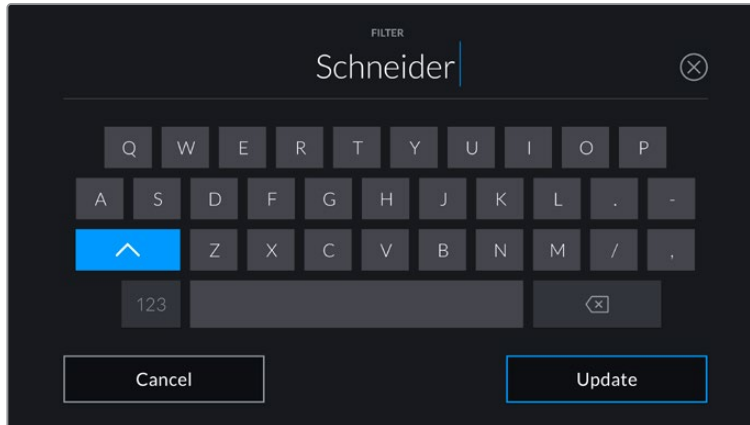 FILTER
Schneider
Q W E R T Y U I O P
A S D F G H J K L . -
Z X C V B N M / ,
123
Cancel Update